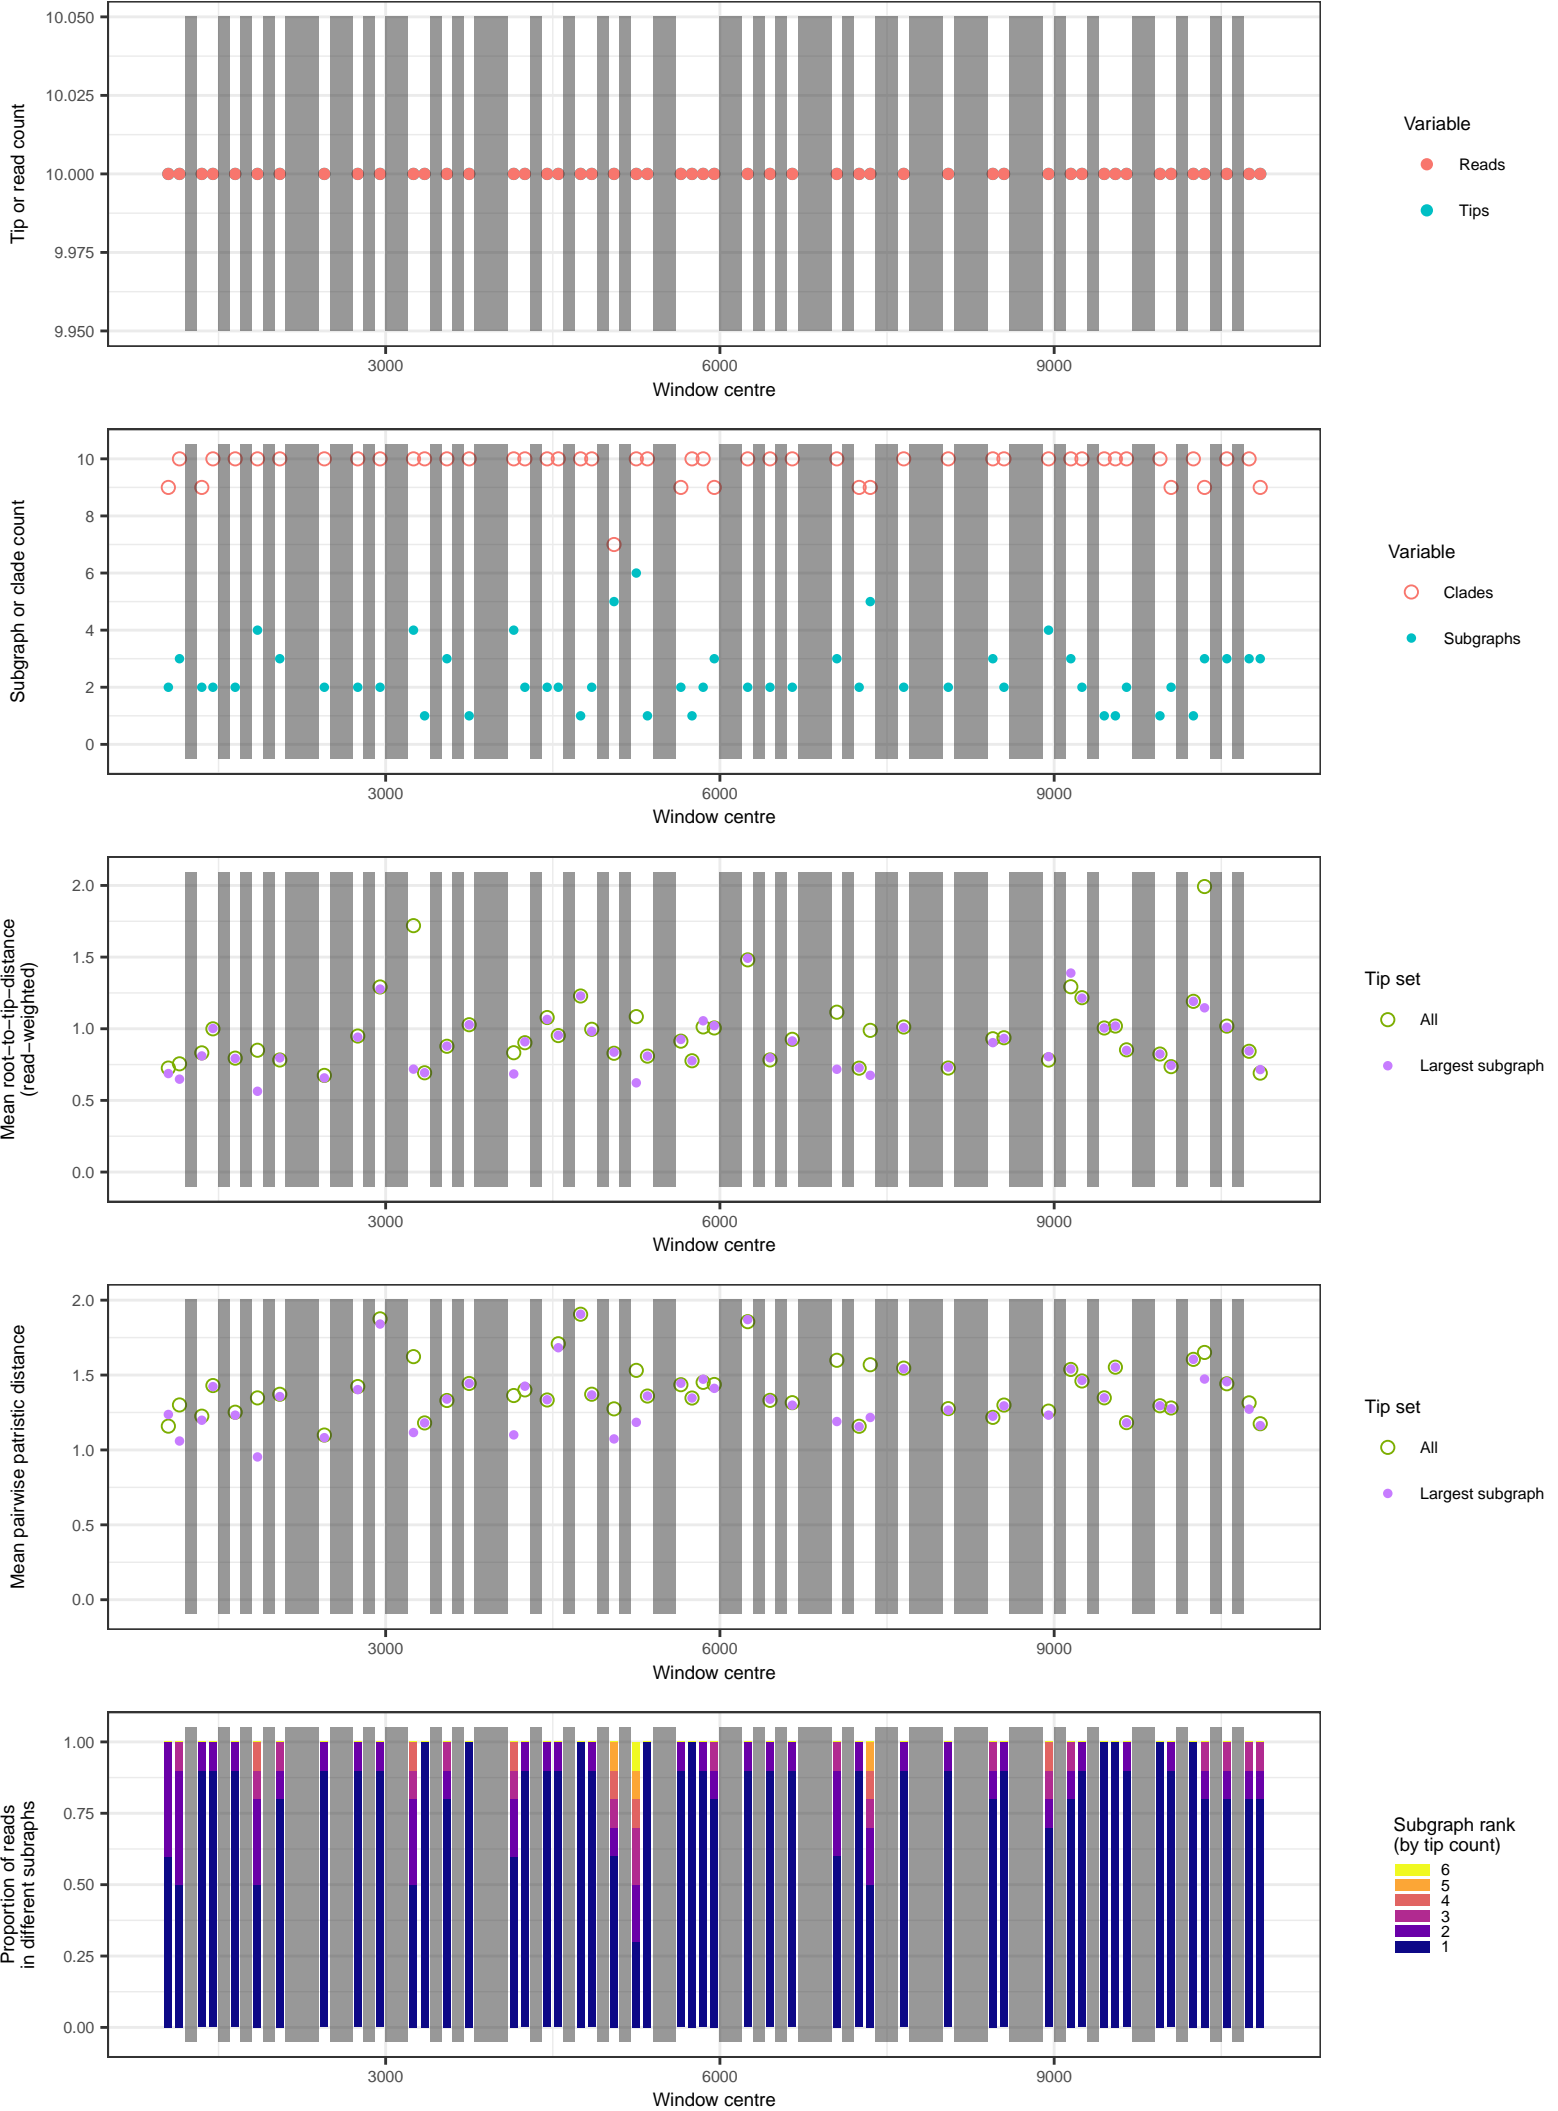 10.050
10.025
10.000
9.975
9.950
Tip or read count
3000 6000 9000
Window centre
Variable
Reads
Tips
10
8
6
4
2
0
Subgraph or clade count
3000 6000 9000
Window centre
Variable
Clades
Subgraphs
2.0
1.5
1.0
0.5
0.0
Mean root−to−tip−distance
(read−weighted)
3000 6000 9000
Window centre
Tip set
All
Largest subgraph
2.0
1.5
1.0
0.5
0.0
Mean pairwise patristic distance
3000 6000 9000
Window centre
Tip set
All
Largest subgraph
1.00
0.75
0.50
0.25
0.00
Proportion of reads
in different subraphs
3000 6000 9000
Window centre
Subgraph rank
(by tip count)
6
5
4
3
2
1